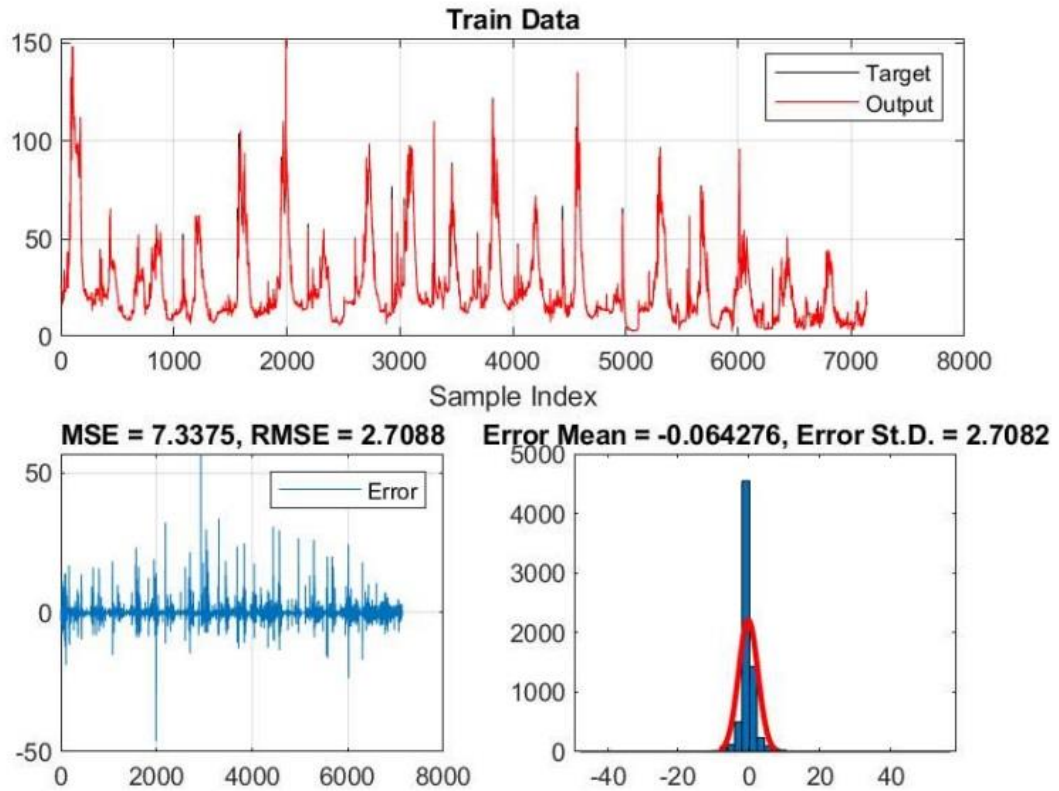 Train Data
150
100
50
0
Target
Output
0 1000 2000 3000 4000 5000 6000 7000 8000
Sample Index
MSE = 7.3375, RMSE = 2.7088
50
0
-50
Error
0 2000 4000 6000 8000
Error Mean = -0.064276, Error St.D. = 2.7082
5000
4000
3000
2000
1000
0
-40 -20 0 20 40